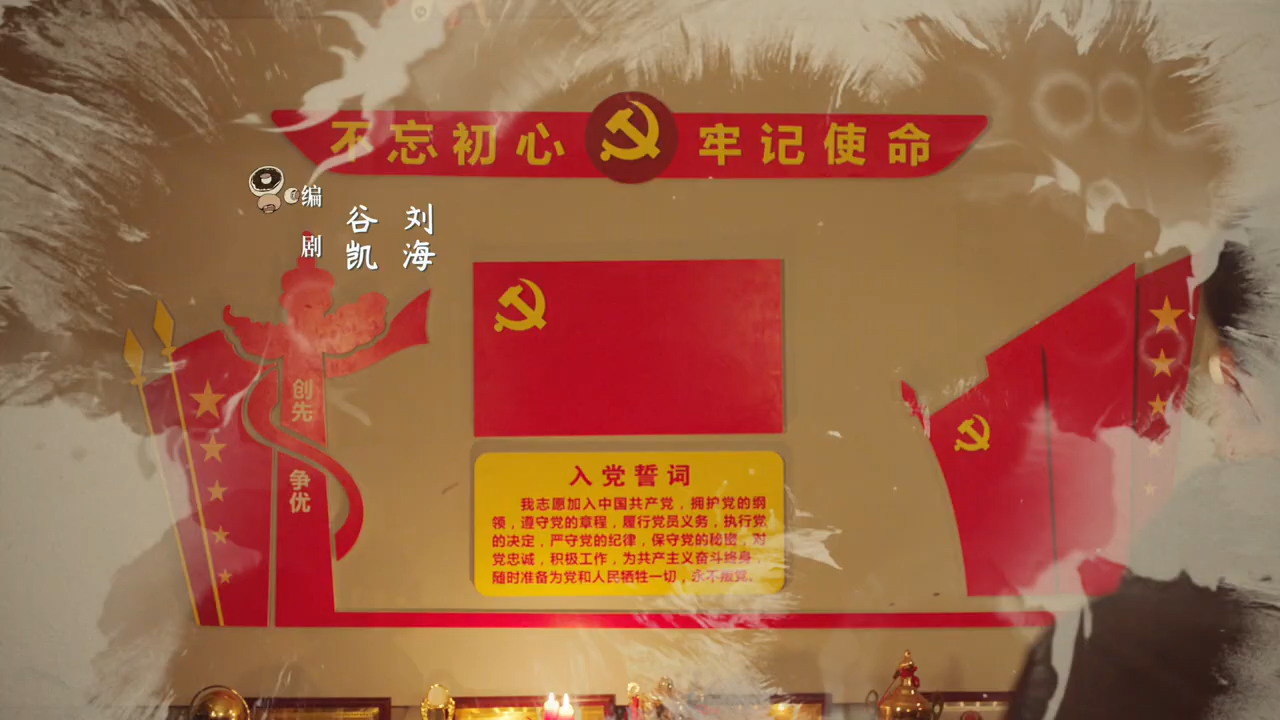 不忘初心 牢记使命
编剧
刘海
谷凯
创先
争优
入党誓词
我志愿加入中国共产党，拥护党的纲
领，遵守党的章程，履行党员义务，执行党
的决定，严守党的纪律，保守党的秘密，对
党忠诚，积极工作，为共产主义奋斗终身，
随时准备为党和人民牺牲一切，永不叛党。